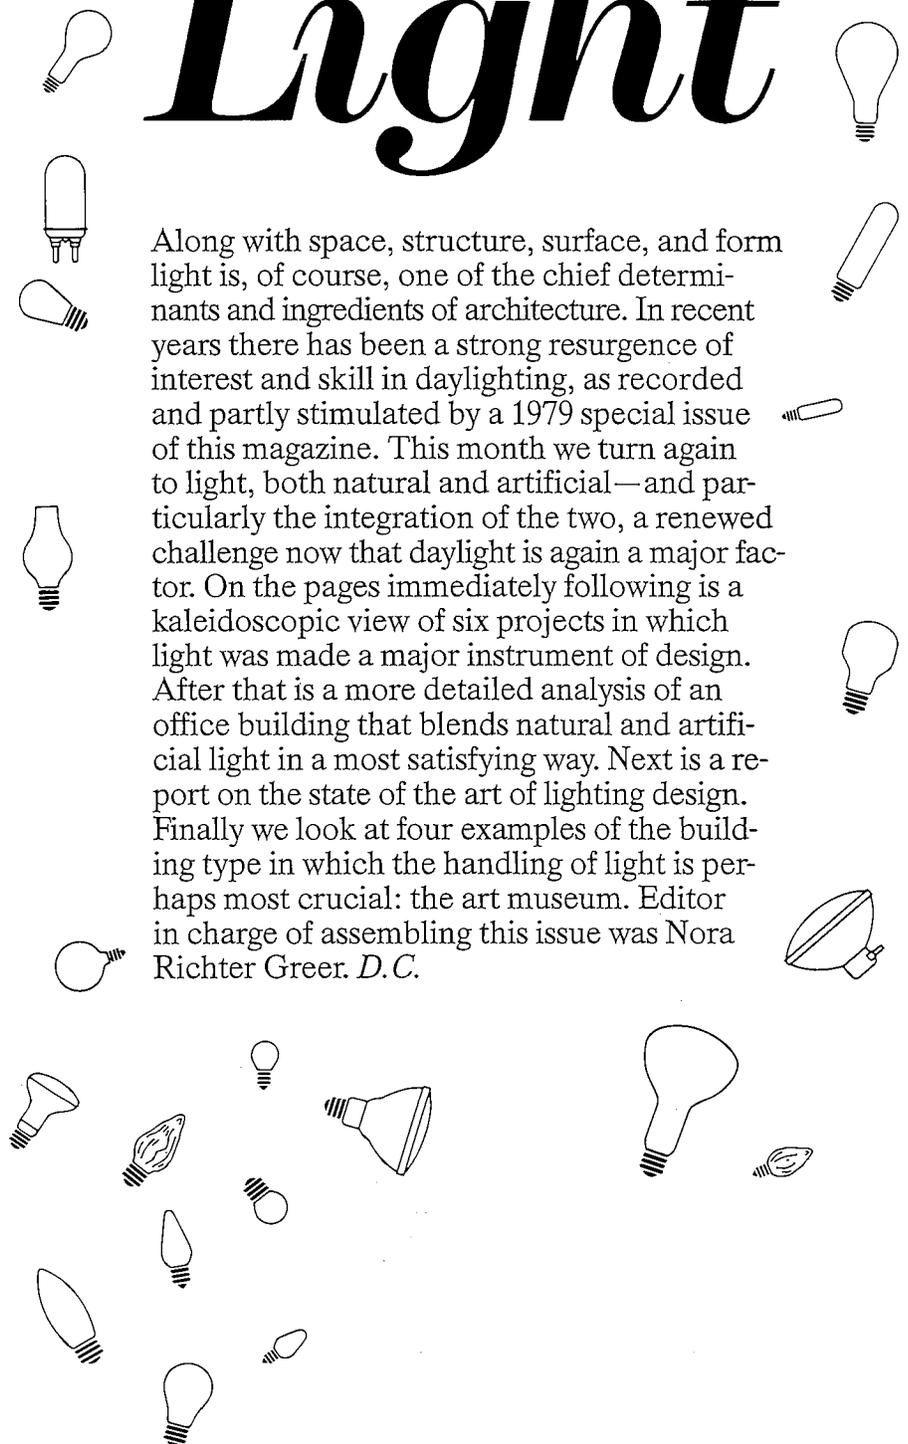 Light
Along with space, structure, surface, and form
light is, of course, one of the chief determi-
nants and ingredients of architecture. In recent
years there has been a strong resurgence of
interest and skill in daylighting, as recorded
and partly stimulated by a 1979 special issue
of this magazine. This month we turn again
to light, both natural and artificial—and par-
ticularly the integration of the two, a renewed
challenge now that daylight is again a major fac-
tor. On the pages immediately following is a
kaleidoscopic view of six projects in which
light was made a major instrument of design.
After that is a more detailed analysis of an
office building that blends natural and artifi-
cial light in a most satisfying way. Next is a re-
port on the state of the art of lighting design.
Finally we look at four examples of the build-
ing type in which the handling of light is per-
haps most crucial: the art museum. Editor
in charge of assembling this issue was Nora
Richter Greer. D.C.